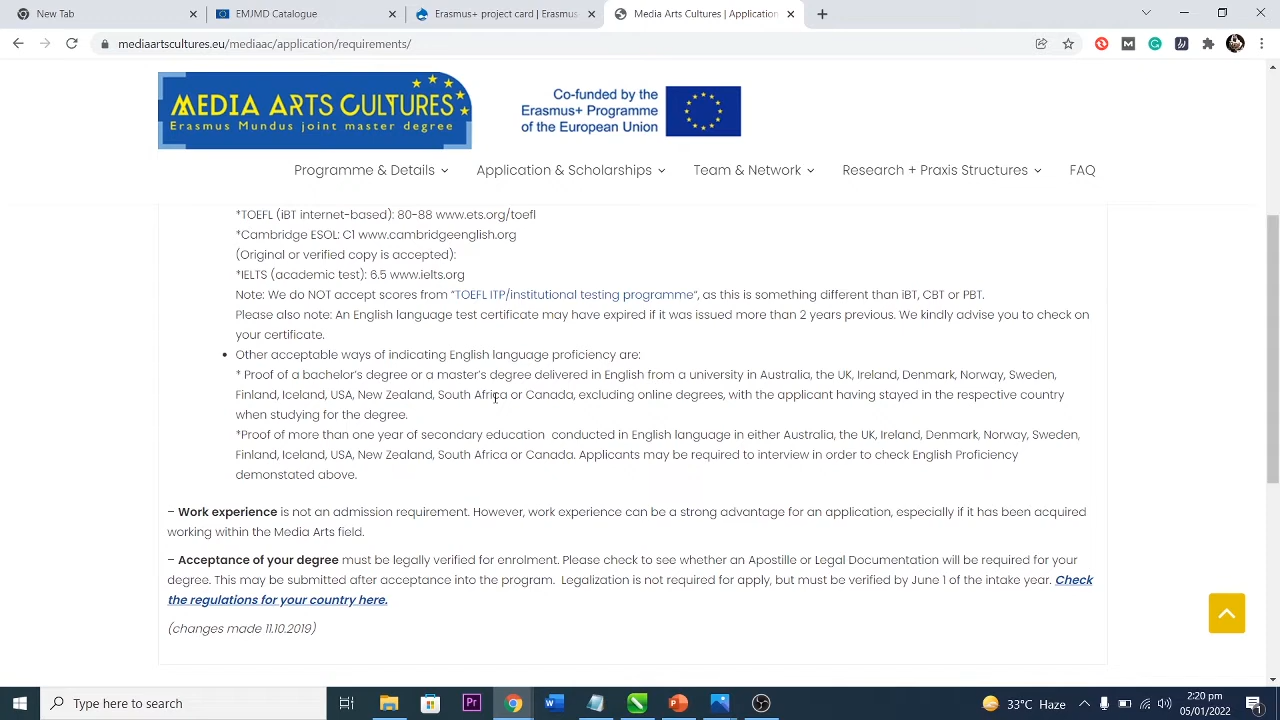 New Tab
EMJMD Catalogue
Erasmus+ project card | Erasmus
Media Arts Cultures | Application
mediaartscultures.eu/mediaac/application/requirements/
MEDIA ARTS CULTURES
Erasmus Mundus joint master degree
Co-funded by the
Erasmus+ Programme
of the European Union
Programme & Details
Application & Scholarships
Team & Network
Research + Praxis Structures
FAQ
*TOEFL (iBT internet-based): 80-88 www.ets.org/toefl
*Cambridge ESOL: C1 www.cambridgeenglish.org
(Original or verified copy is accepted):
*IELTS (academic test): 6.5 www.ielts.org
Note: We do NOT accept scores from “TOEFL ITP/institutional testing programme“, as this is something different than iBT, CBT or PBT.
Please also note: An English language test certificate may have expired if it was issued more than 2 years previous. We kindly advise you to check on
your certificate.
• Other acceptable ways of indicating English language proficiency are:
* Proof of a bachelor’s degree or a master’s degree delivered in English from a university in Australia, the UK, Ireland, Denmark, Norway, Sweden,
Finland, Iceland, USA, New Zealand, South Africa or Canada, excluding online degrees, with the applicant having stayed in the respective country
when studying for the degree.
*Proof of more than one year of secondary education conducted in English language in either Australia, the UK, Ireland, Denmark, Norway, Sweden,
Finland, Iceland, USA, New Zealand, South Africa or Canada. Applicants may be required to interview in order to check English Proficiency
demonstated above.
– Work experience is not an admission requirement. However, work experience can be a strong advantage for an application, especially if it has been acquired
working within the Media Arts field.
– Acceptance of your degree must be legally verified for enrolment. Please check to see whether an Apostille or Legal Documentation will be required for your
degree. This may be submitted after acceptance into the program. Legalization is not required for apply, but must be verified by June 1 of the intake year. Check
the regulations for your country here.
(changes made 11.10.2019)
Type here to search
33°C Haze
2:20 pm
05/01/2022